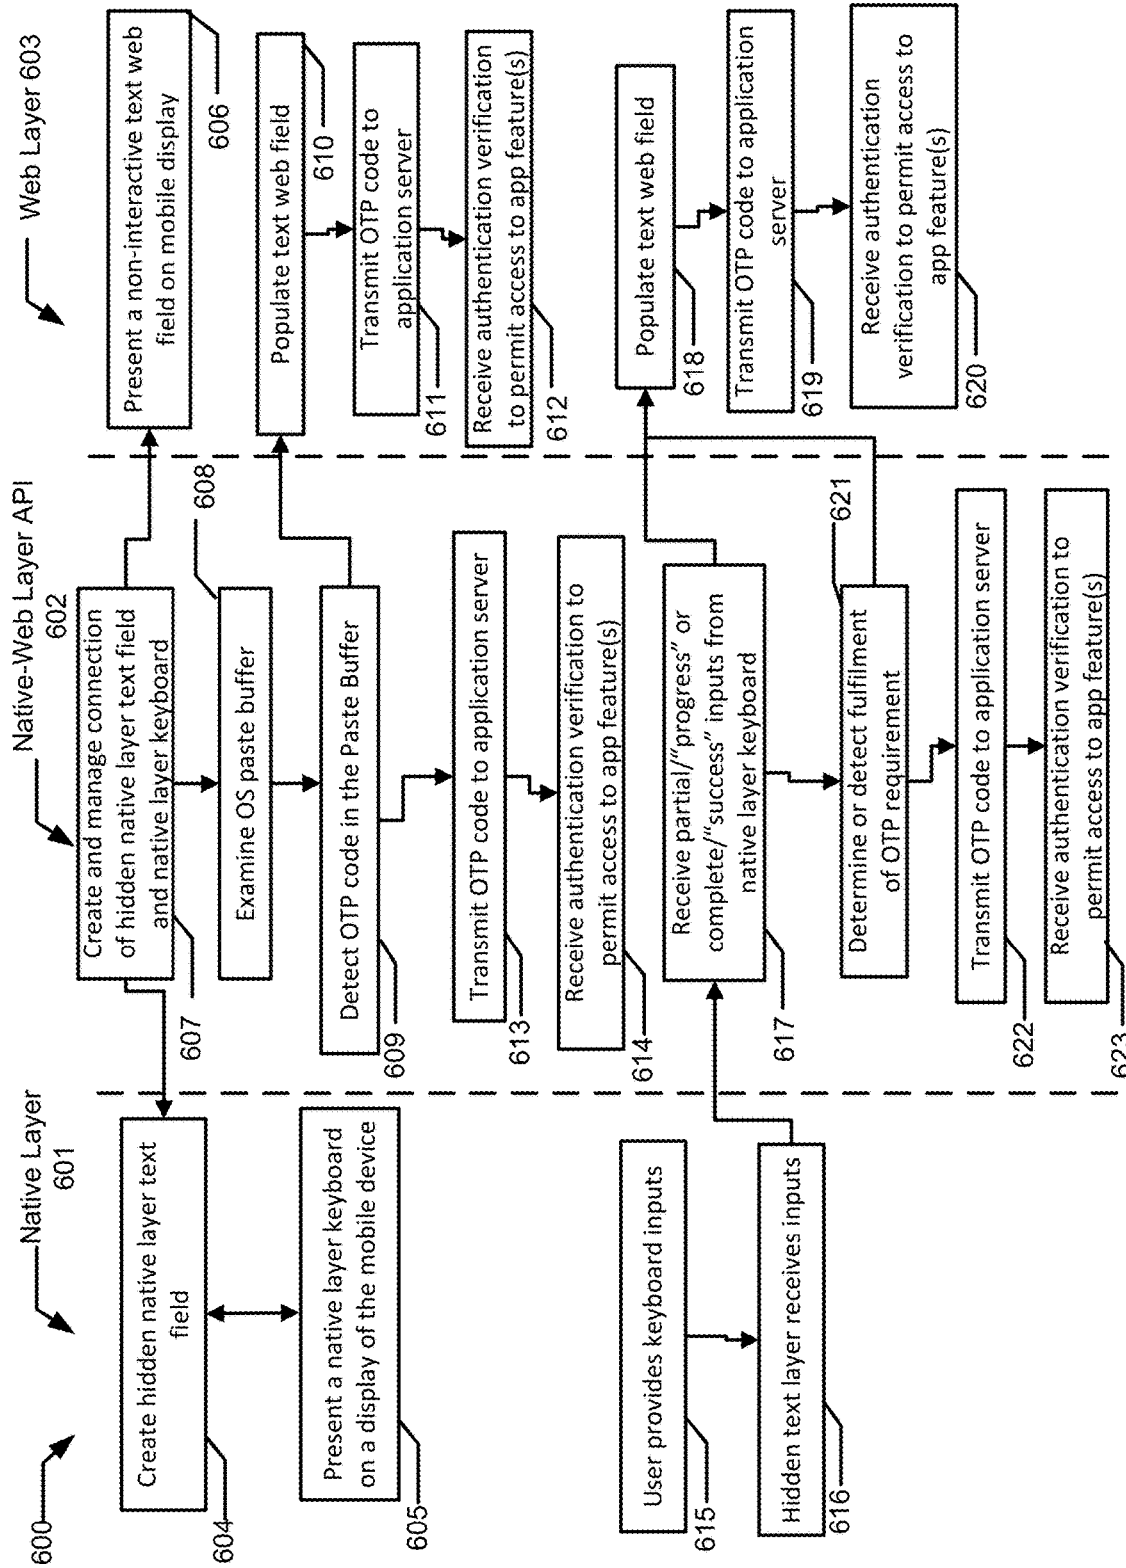 600
Native Layer
601
Native-Web Layer API
602
Web Layer 603
Create hidden native layer text
field
604
Present a native layer keyboard
on a display of the mobile device
605
Create and manage connection
of hidden native layer text field
and native layer keyboard
607
Present a non-interactive text web
field on mobile display
606
Examine OS paste buffer
608
Detect OTP code in the Paste Buffer
609
Populate text web field
610
Transmit OTP code to
application server
611
Receive authentication verification
to permit access to app feature(s)
612
Transmit OTP code to application server
613
Receive authentication verification to
permit access to app feature(s)
614
User provides keyboard inputs
615
Hidden text layer receives inputs
616
Receive partial/“progress” or
complete/“success” inputs from
native layer keyboard
617
Populate text web field
618
Transmit OTP code to application
server
619
Receive authentication
verification to permit access to
app feature(s)
620
Determine or detect fulfilment
of OTP requirement
621
Transmit OTP code to application server
622
Receive authentication verification to
permit access to app feature(s)
623